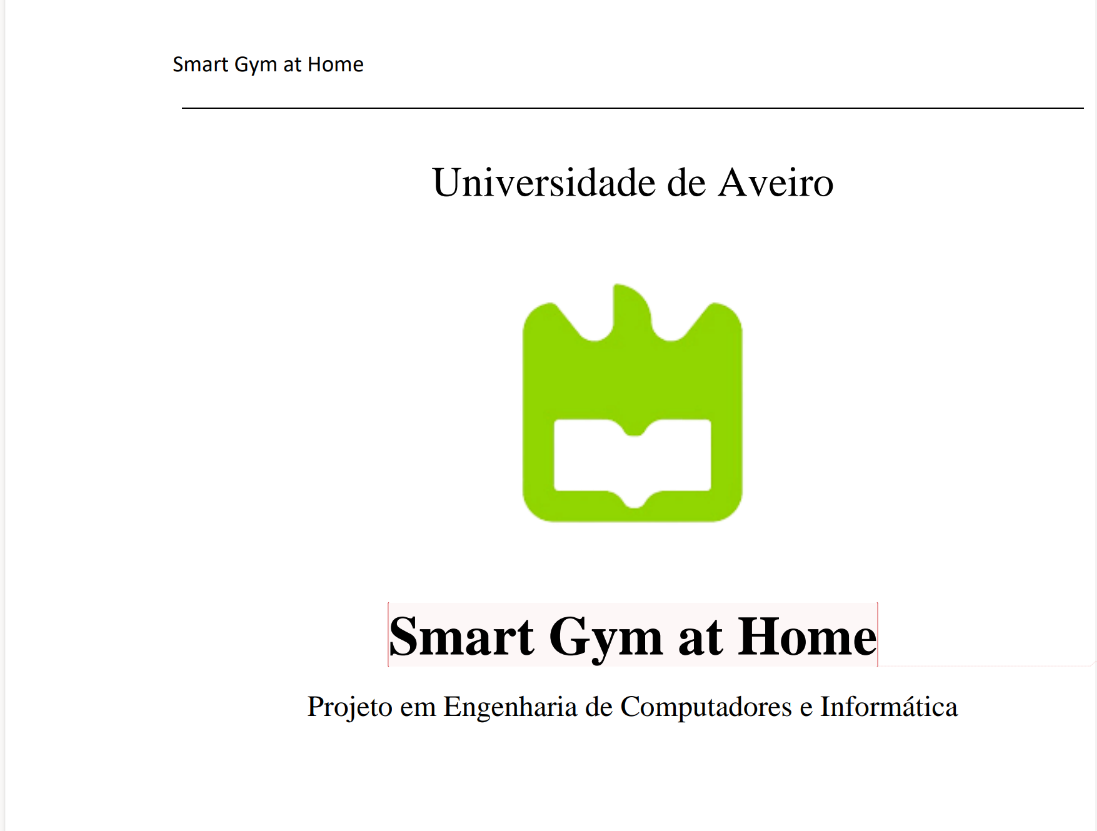 Smart Gym at Home
Universidade de Aveiro
Smart Gym at Home
Projeto em Engenharia de Computadores e Informática